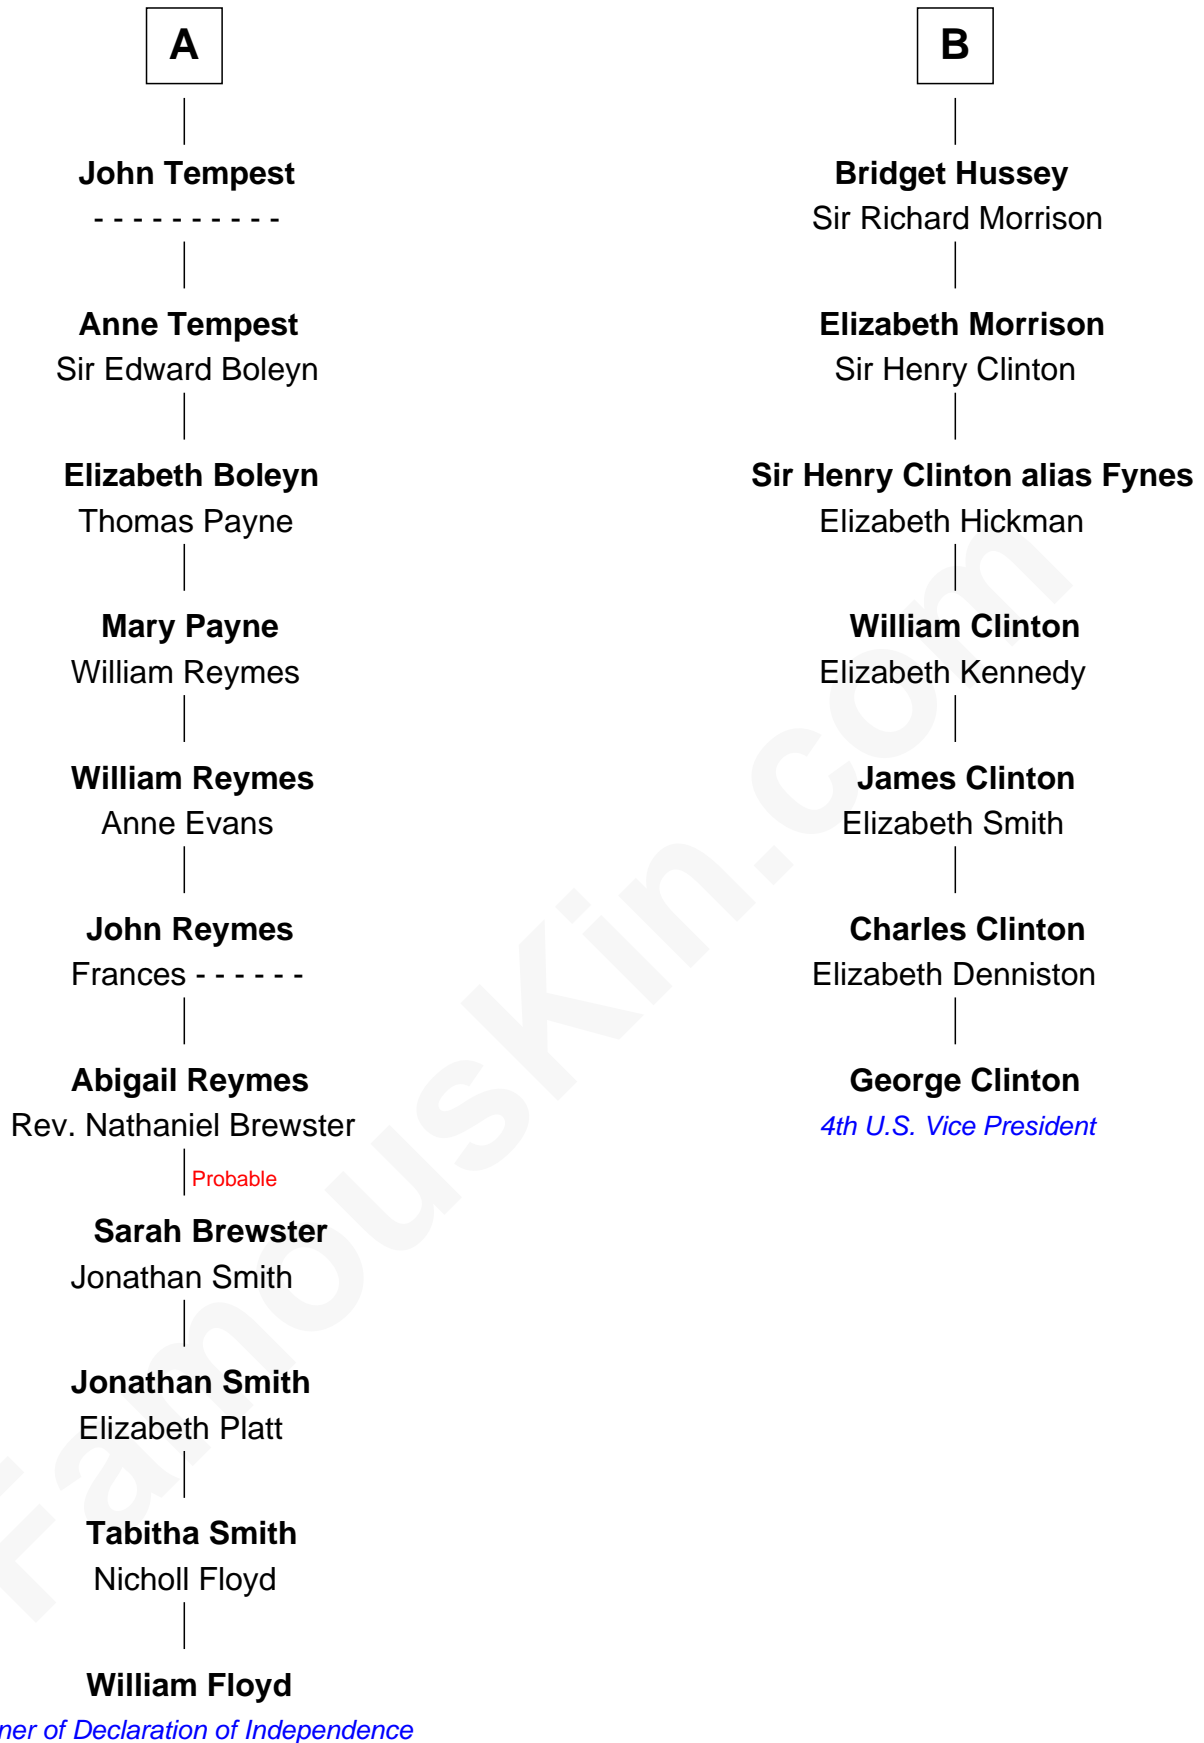 A
John Tempest
- - - - - - - - - -
Anne Tempest
Sir Edward Boleyn
Elizabeth Boleyn
Thomas Payne
Mary Payne
William Reymes
William Reymes
Anne Evans
John Reymes
Frances - - - - - -
Abigail Reymes
Rev. Nathaniel Brewster
Probable
Sarah Brewster
Jonathan Smith
Jonathan Smith
Elizabeth Platt
Tabitha Smith
Nicholl Floyd
William Floyd
ner of Declaration of Independence
B
Bridget Hussey
Sir Richard Morrison
Elizabeth Morrison
Sir Henry Clinton
Sir Henry Clinton alias Fynes
Elizabeth Hickman
William Clinton
Elizabeth Kennedy
James Clinton
Elizabeth Smith
Charles Clinton
Elizabeth Denniston
George Clinton
4th U.S. Vice President
FamousKin.com